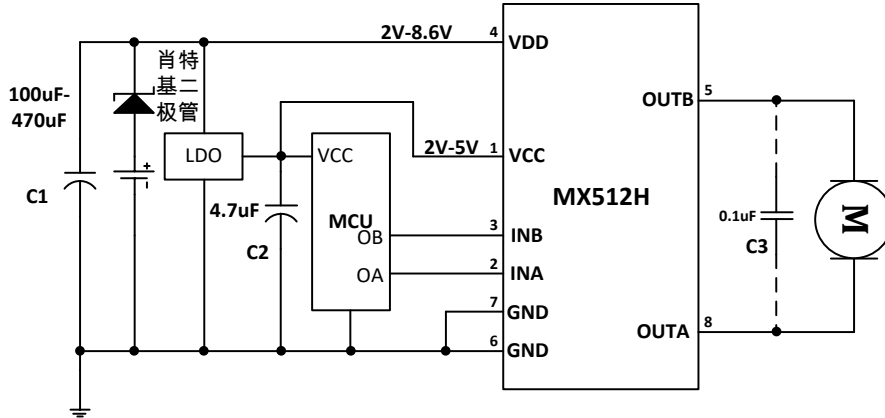 2V-8.6V
4
VDD
肖特
基二
极管
100uF-
470uF
5
OUTB
LDO
VCC
2V-5V
1
VCC
MX512H
C1
+
-
4.7uF
C2
MCU
OB
3
INB
0.1uF
C3
M
OA
2
INA
7
GND
OUTA
8
6
GND